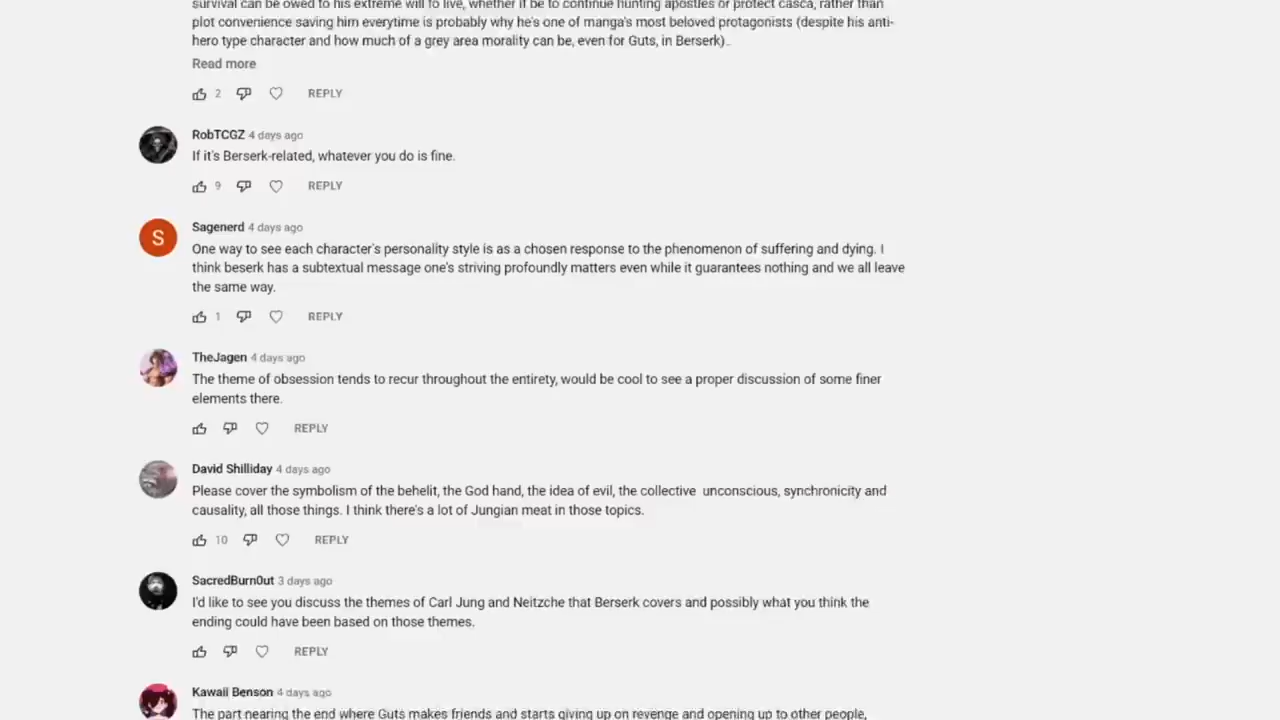 survival can be owed to his extreme will to live, whether it be to continue hunting apostles or protect casca, rather than
plot convenience saving him everytime is probably why he's one of manga's most beloved protagonists (despite his anti-
hero type character and how much of a grey area morality can be, even for Guts, in Berserk)..
Read more
2 REPLY
RobTCGZ 4 days ago
If it's Berserk-related, whatever you do is fine.
9 REPLY
S
Sagenerd 4 days ago
One way to see each character's personality style is as a chosen response to the phenomenon of suffering and dying. I
think beserk has a subtextual message one's striving profoundly matters even while it guarantees nothing and we all leave
the same way.
1 REPLY
TheJagen 4 days ago
The theme of obsession tends to recur throughout the entirety, would be cool to see a proper discussion of some finer
elements there.
REPLY
David Shilliday 4 days ago
Please cover the symbolism of the behelit, the God hand, the idea of evil, the collective unconscious, synchronicity and
causality, all those things. I think there's a lot of Jungian meat in those topics.
10 REPLY
SacredBurn0ut 3 days ago
I'd like to see you discuss the themes of Carl Jung and Neitzche that Berserk covers and possibly what you think the
ending could have been based on those themes.
REPLY
Kawaii Benson 4 days ago
The part nearing the end where Guts makes friends and starts giving up on revenge and opening up to other people,